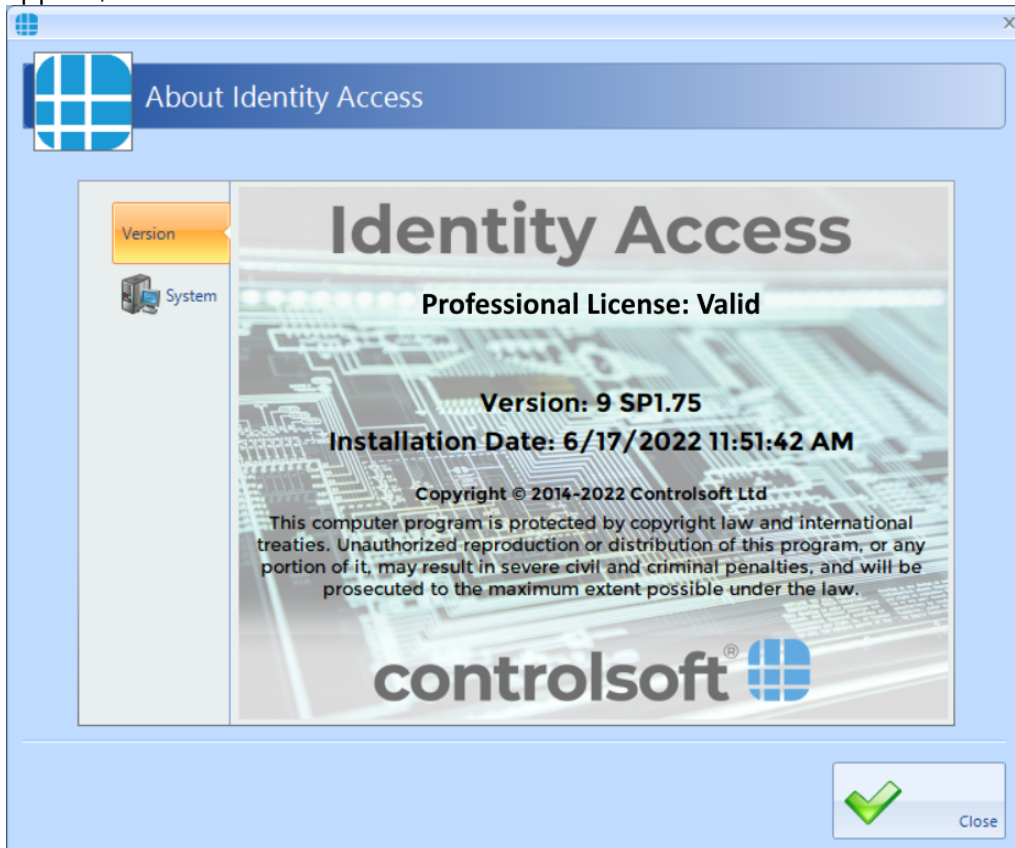 About Identity Access
Version
System
Identity Access
Professional License: Valid
Version: 9 SP1.75
Installation Date: 6/17/2022 11:51:42 AM
Copyright © 2014-2022 Controlsoft Ltd
This computer program is protected by copyright law and international
treaties. Unauthorized reproduction or distribution of this program, or any
portion of it, may result in severe civil and criminal penalties, and will be
prosecuted to the maximum extent possible under the law.
controlsoft®
Close